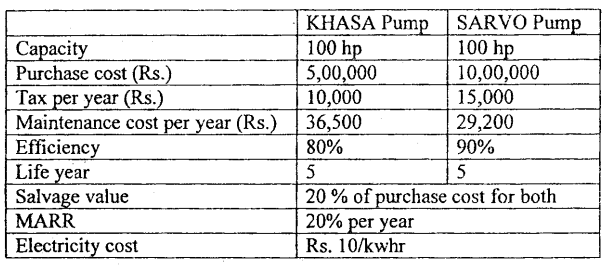 KHASA Pump SARVO Pump
Capacity 100 hp 100 hp
Purchase cost (Rs.) 5,00,000 10,00,000
Tax per year (Rs.) 10,000 15,000
Maintenance cost per year (Rs.) 36,500 29,200
Efficiency 80% 90%
Life year 5 5
Salvage value 20 % of purchase cost for both
MARR 20% per year
Electricity cost Rs. 10/kwhr